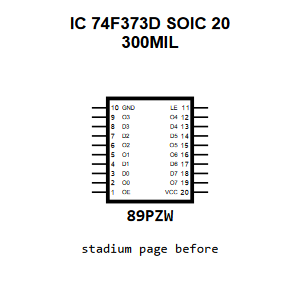 IC 74F373D SOIC 20
300MIL
10 GND LE 11
9 O3 O4 12
8 D3 D4 13
7 D2 D5 14
6 O2 O5 15
5 O1 O6 16
4 D1 D6 17
3 D0 D7 18
2 O0 O7 19
1 OE VCC 20
89PZW
stadium page before